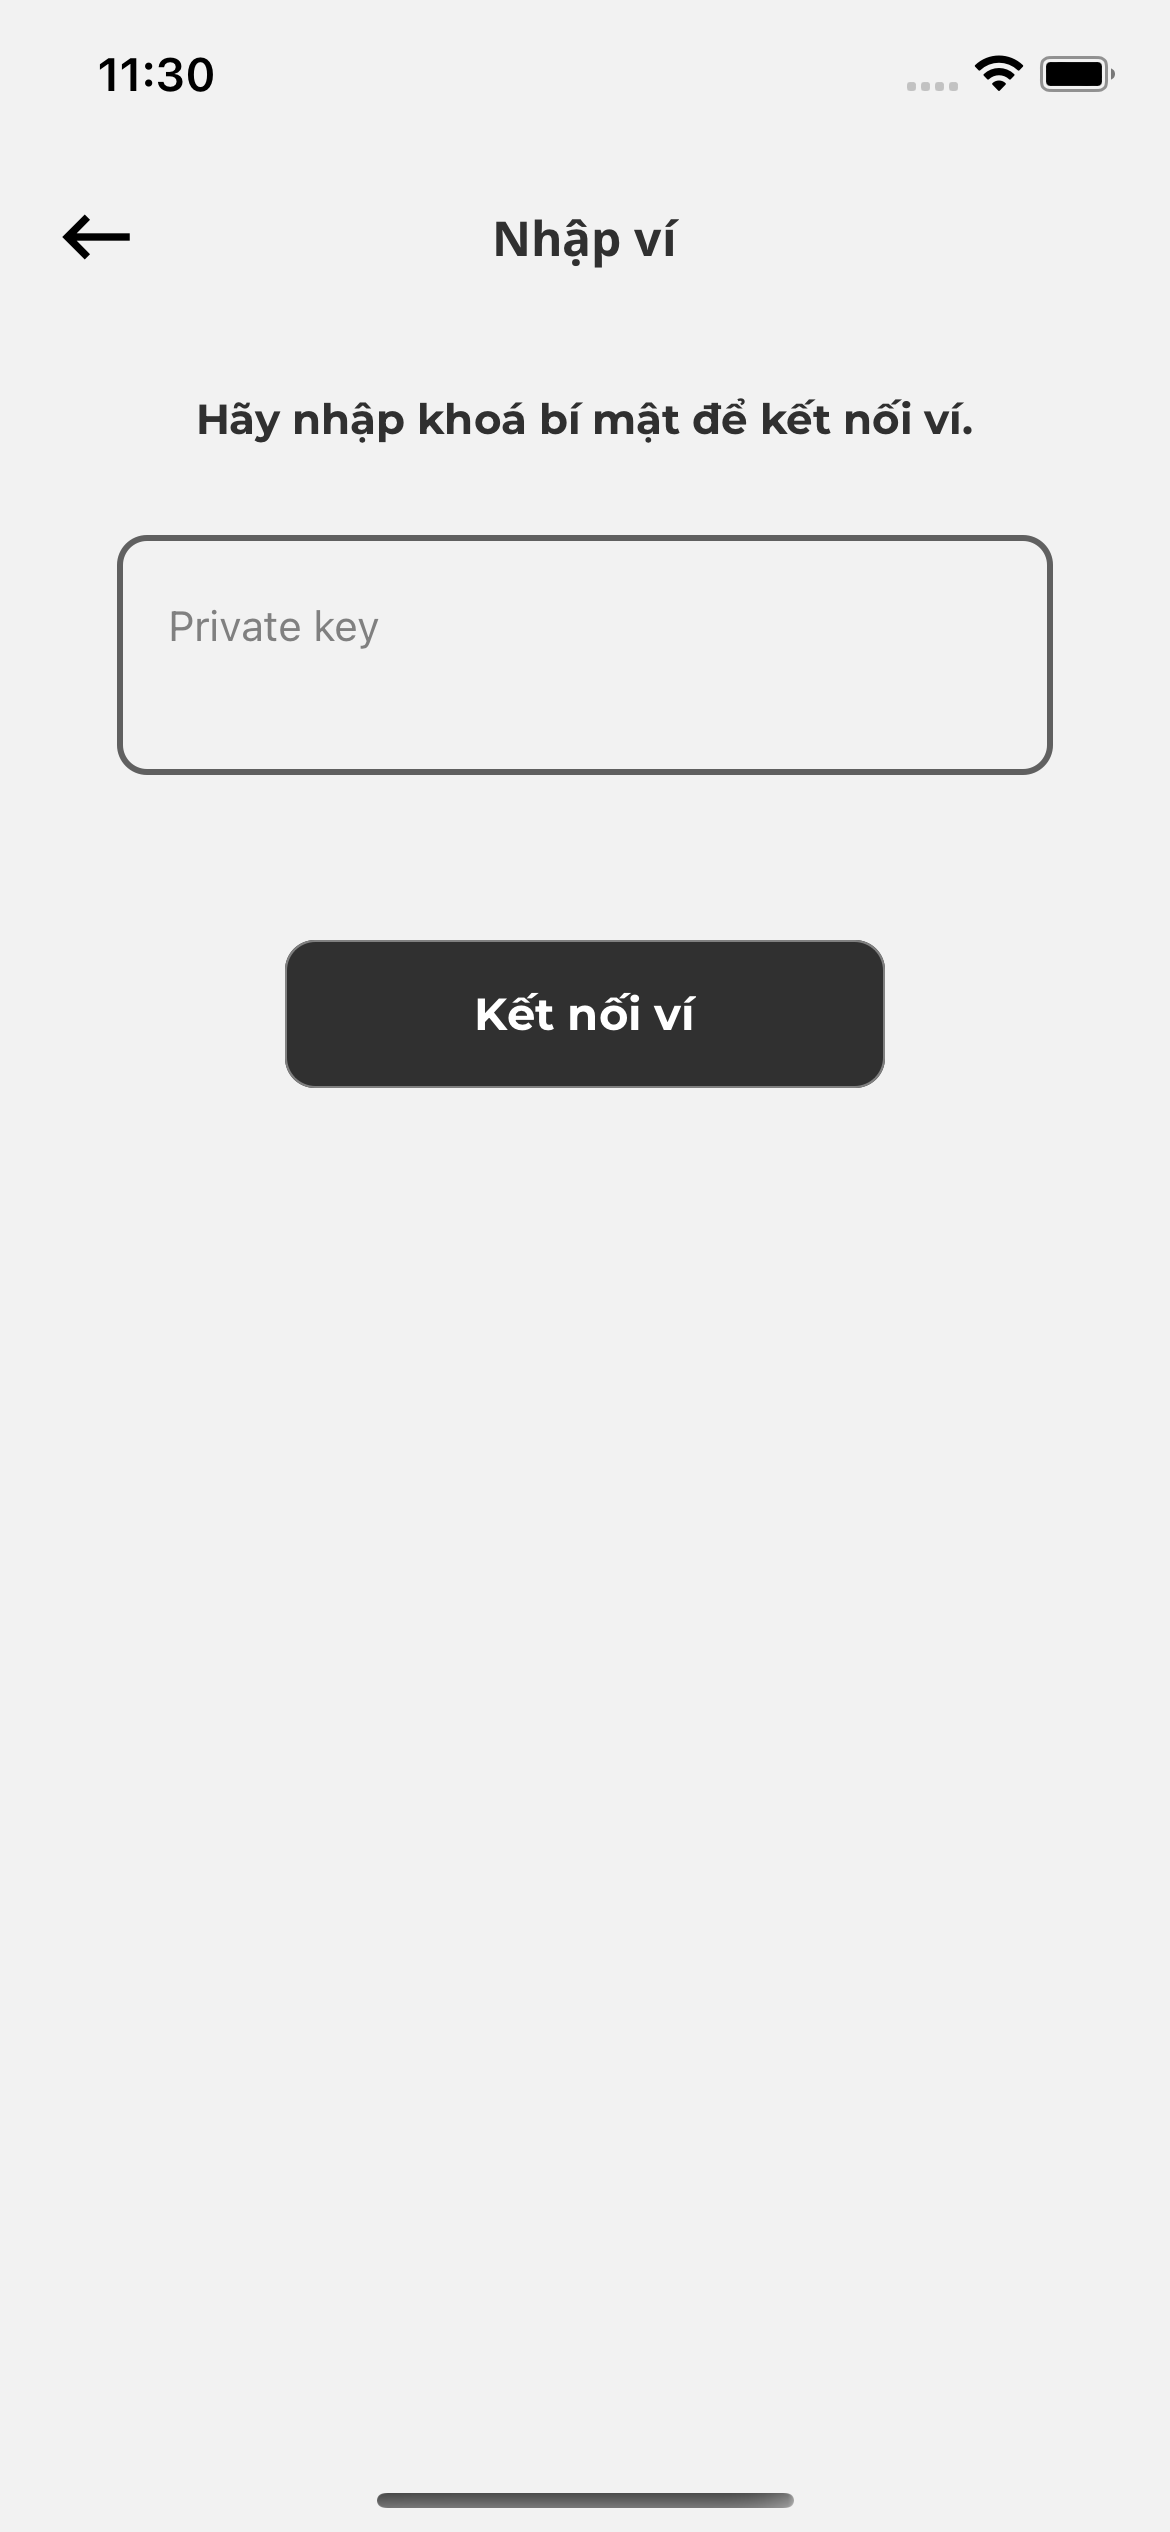 11:30
Nhập ví
Hãy nhập khoá bí mật để kết nối ví.
Private key
Kết nối ví